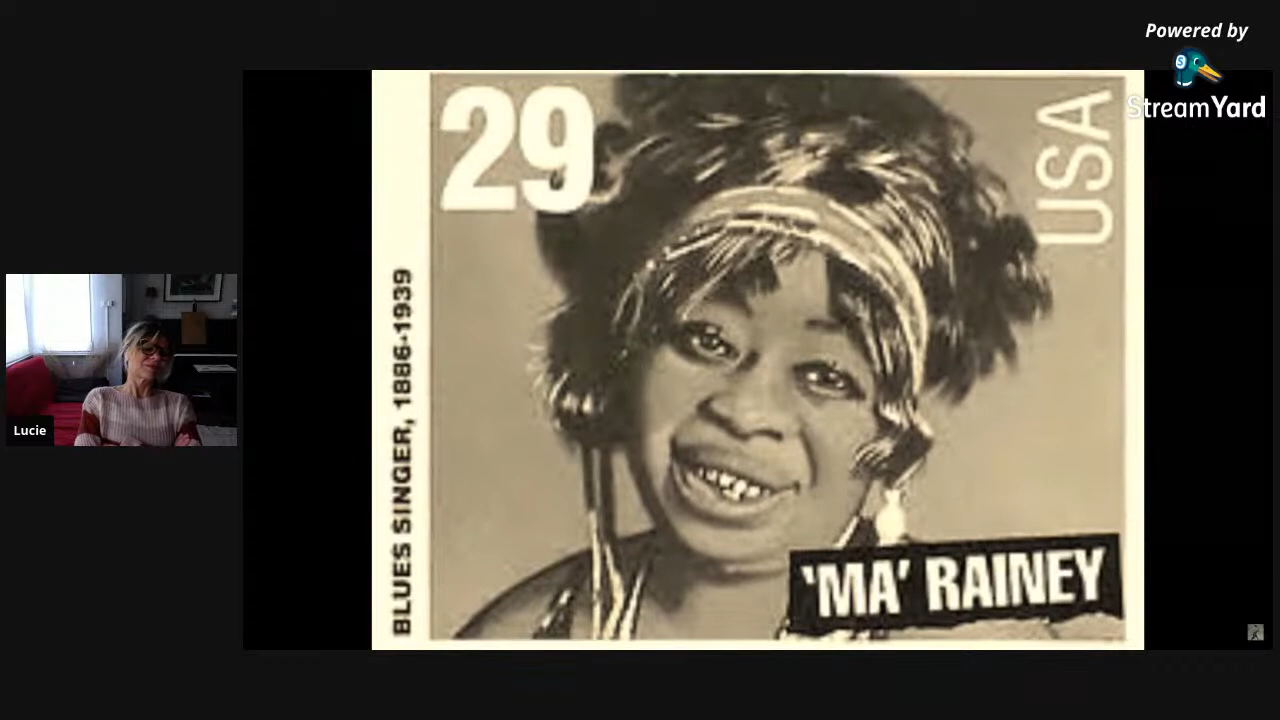 Powered by
StreamYard
29
USA
BLUES SINGER, 1886-1939
'MA' RAINEY
Lucie